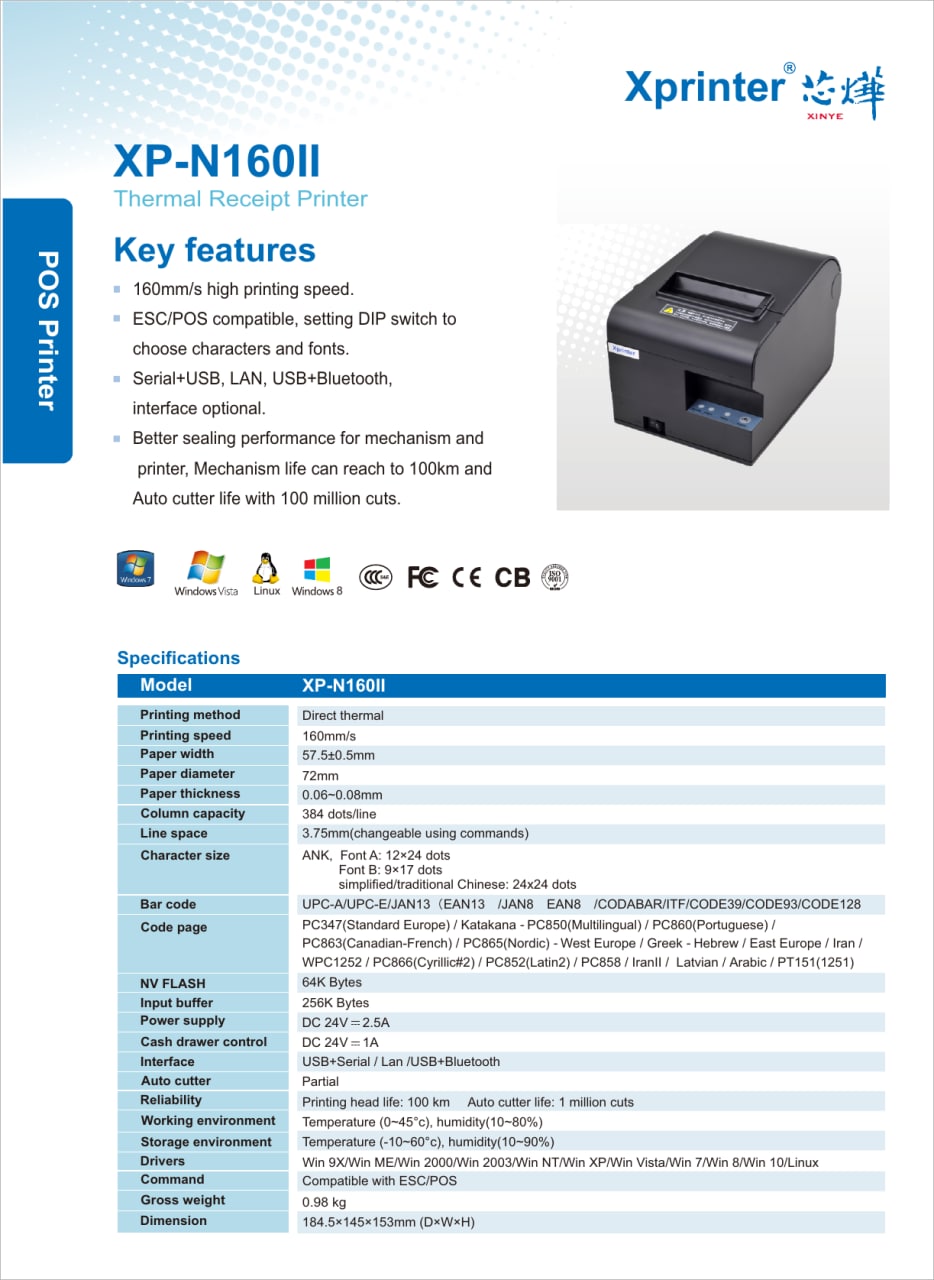 Xprinter® 芯烨
XINYE
XP-N160II
Thermal Receipt Printer
POS Printer
Key features
160mm/s high printing speed.
ESC/POS compatible, setting DIP switch to
choose characters and fonts.
Serial+USB, LAN, USB+Bluetooth,
interface optional.
Better sealing performance for mechanism and
printer, Mechanism life can reach to 100km and
Auto cutter life with 100 million cuts.
Xprinter
Windows 7
Windows Vista
Linux
Windows 8
CCC
FC
CE
CB
ISO
9001
Specifications
Model XP-N160II
Printing method Direct thermal
Printing speed 160mm/s
Paper width 57.5±0.5mm
Paper diameter 72mm
Paper thickness 0.06~0.08mm
Column capacity 384 dots/line
Line space 3.75mm(changeable using commands)
Character size ANK, Font A: 12×24 dots
Font B: 9×17 dots
simplified/traditional Chinese: 24x24 dots
Bar code UPC-A/UPC-E/JAN13（EAN13 /JAN8 EAN8 /CODABAR/ITF/CODE39/CODE93/CODE128
Code page PC347(Standard Europe) / Katakana - PC850(Multilingual) / PC860(Portuguese) /
PC863(Canadian-French) / PC865(Nordic) - West Europe / Greek - Hebrew / East Europe / Iran /
WPC1252 / PC866(Cyrillic#2) / PC852(Latin2) / PC858 / IranII / Latvian / Arabic / PT151(1251)
NV FLASH 64K Bytes
Input buffer 256K Bytes
Power supply DC 24V＝2.5A
Cash drawer control DC 24V＝1A
Interface USB+Serial / Lan /USB+Bluetooth
Auto cutter Partial
Reliability Printing head life: 100 km Auto cutter life: 1 million cuts
Working environment Temperature (0~45°c), humidity(10~80%)
Storage environment Temperature (-10~60°c), humidity(10~90%)
Drivers Win 9X/Win ME/Win 2000/Win 2003/Win NT/Win XP/Win Vista/Win 7/Win 8/Win 10/Linux
Command Compatible with ESC/POS
Gross weight 0.98 kg
Dimension 184.5×145×153mm (D×W×H)